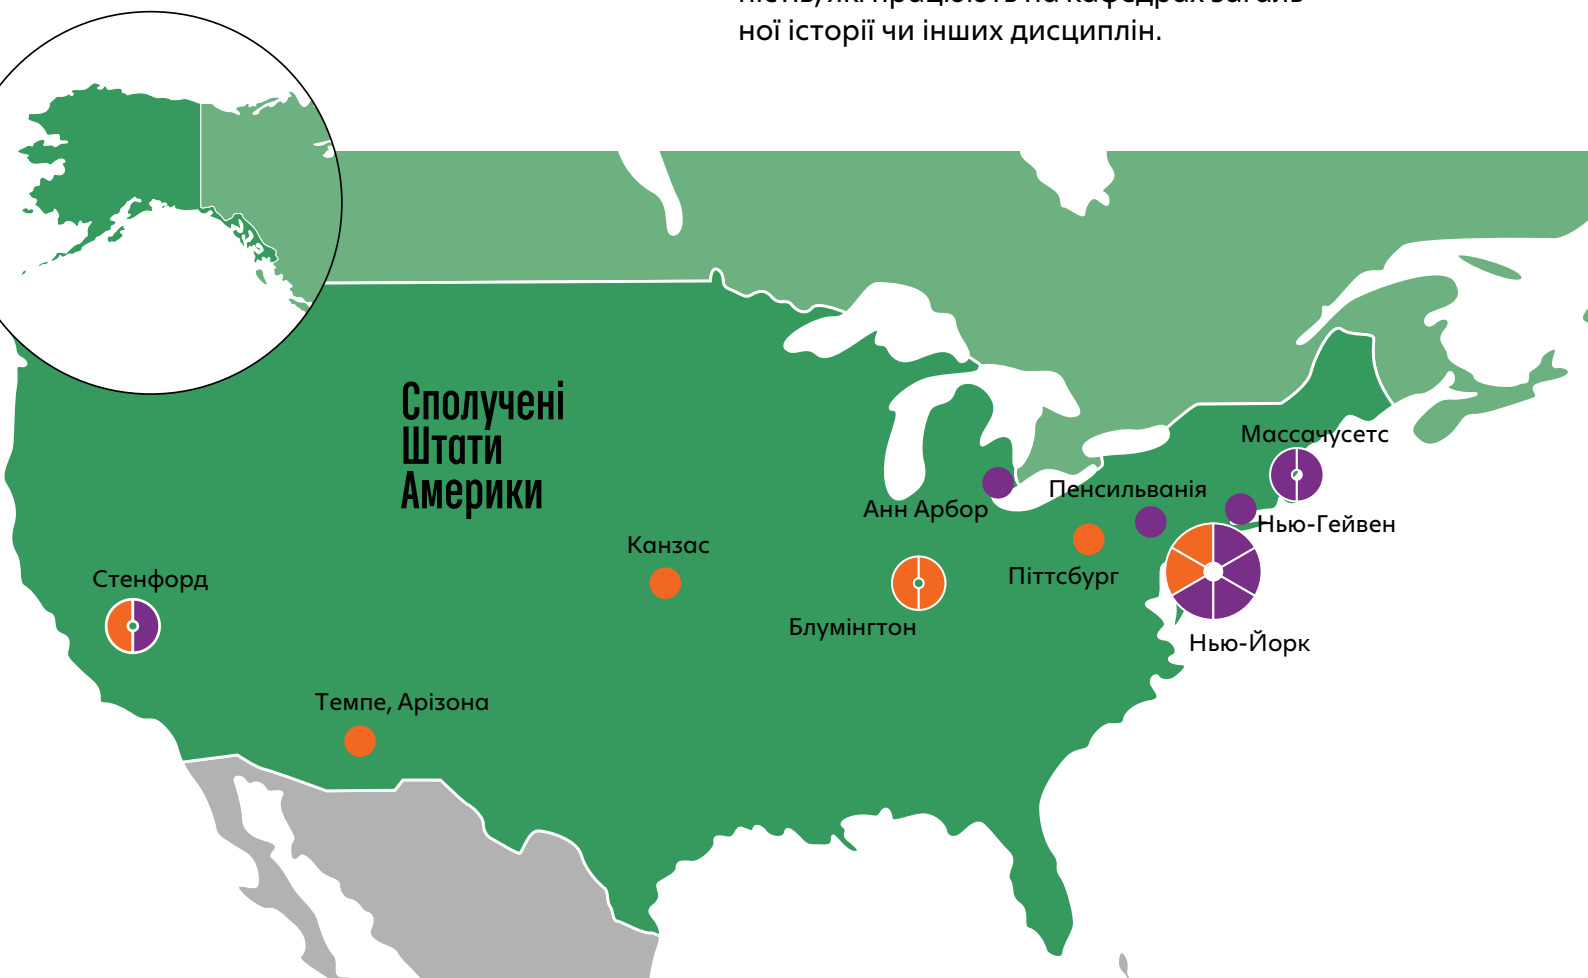 ної історії чи інших дисциплін.
Сполучені
Штати
Америки
Массачусетс
Пенсильванія
Анн Арбор
Нью-Гейвен
Канзас
Стенфорд
Піттсбург
Блумінгтон
Нью-Йорк
Темпе, Арізона